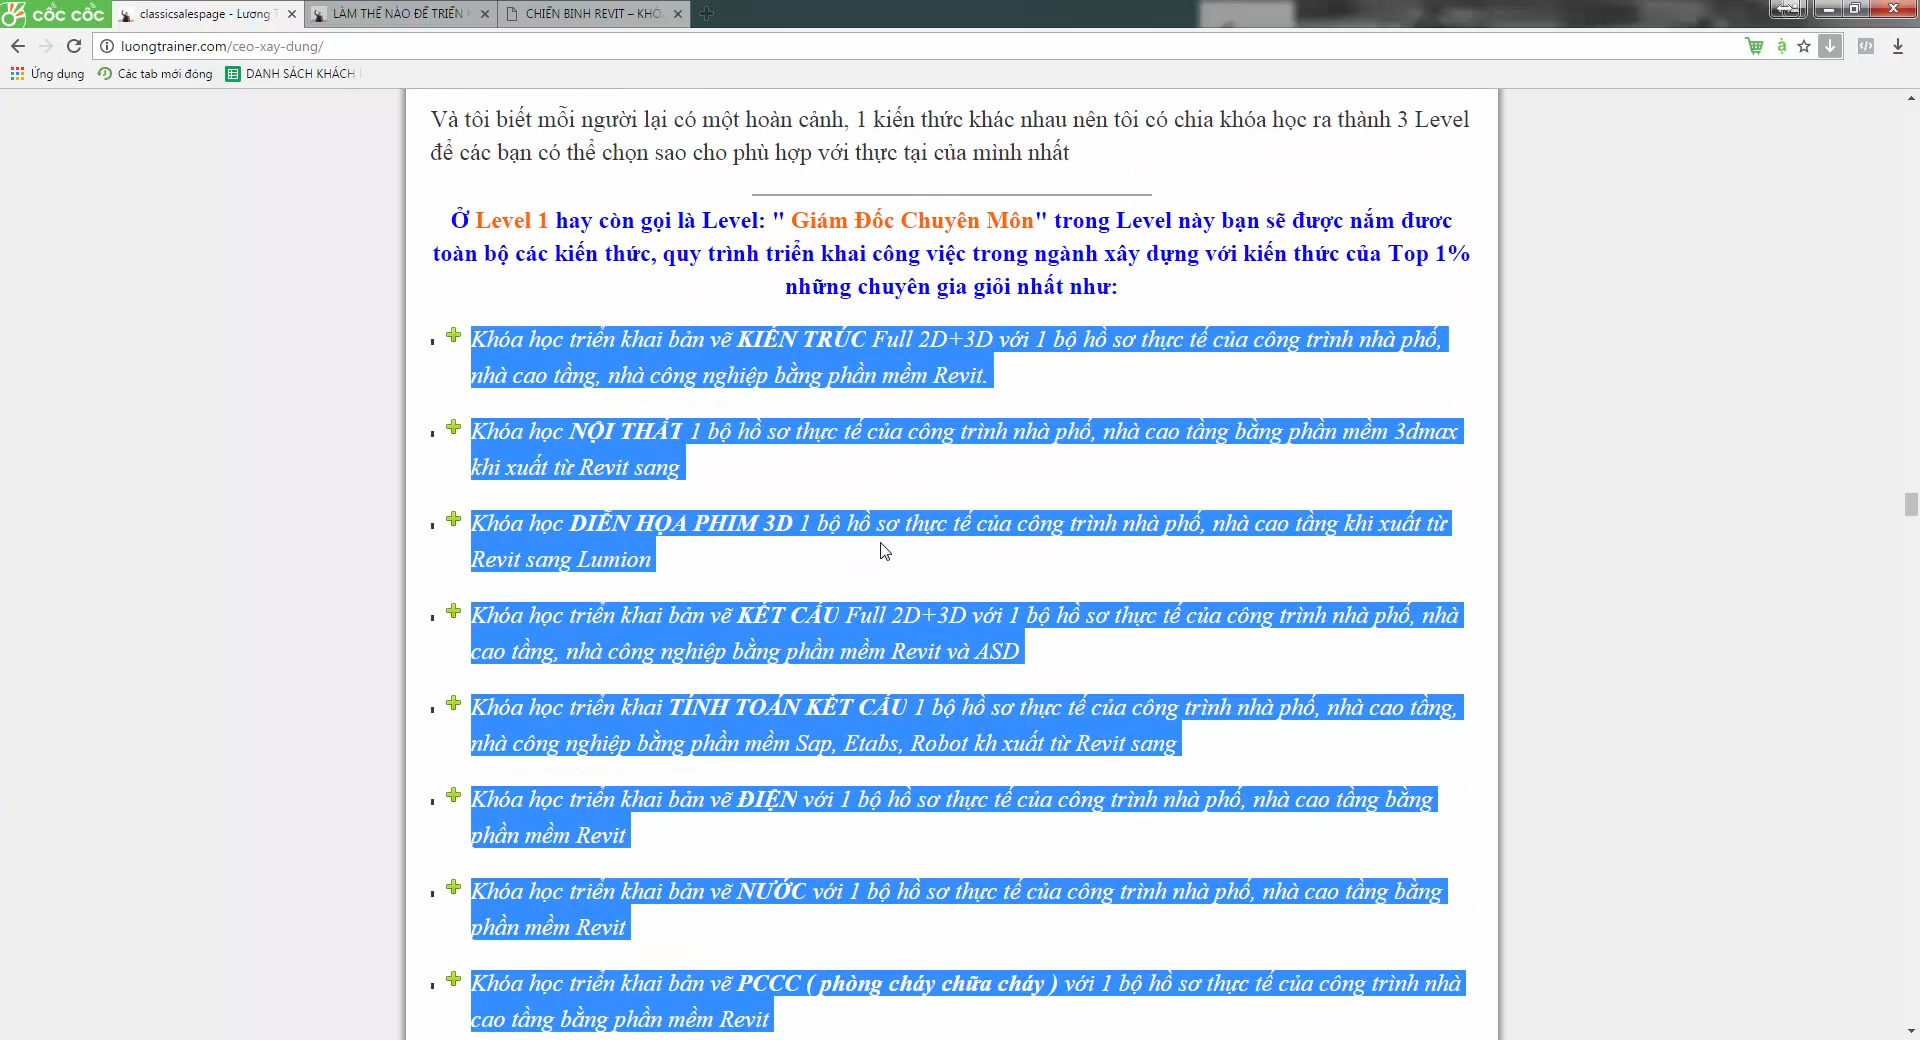 cốc cốc
classicsalespage - Lương T
LÀM THẾ NÀO ĐỂ TRIỂN
CHIẾN BINH REVIT – KHÓ
luongtrainer.com/ceo-xay-dung/
Ứng dụng
Các tab mới đóng
DANH SÁCH KHÁCH
Và tôi biết mỗi người lại có một hoàn cảnh, 1 kiến thức khác nhau nên tôi có chia khóa học ra thành 3 Level
để các bạn có thể chọn sao cho phù hợp với thực tại của mình nhất
Ở Level 1 hay còn gọi là Level: " Giám Đốc Chuyên Môn" trong Level này bạn sẽ được nắm đươc
toàn bộ các kiến thức, quy trình triển khai công việc trong ngành xây dựng với kiến thức của Top 1%
những chuyên gia giỏi nhất như:
Khóa học triển khai bản vẽ KIẾN TRÚC Full 2D+3D với 1 bộ hồ sơ thực tế của công trình nhà phố,
nhà cao tầng, nhà công nghiệp bằng phần mềm Revit.
Khóa học NỘI THẤT 1 bộ hồ sơ thực tế của công trình nhà phố, nhà cao tầng bằng phần mềm 3dmax
khi xuất từ Revit sang
Khóa học DIỄN HỌA PHIM 3D 1 bộ hồ sơ thực tế của công trình nhà phố, nhà cao tầng khi xuất từ
Revit sang Lumion
Khóa học triển khai bản vẽ KẾT CẤU Full 2D+3D với 1 bộ hồ sơ thực tế của công trình nhà phố, nhà
cao tầng, nhà công nghiệp bằng phần mềm Revit và ASD
Khóa học triển khai TÍNH TOÁN KẾT CẤU 1 bộ hồ sơ thực tế của công trình nhà phố, nhà cao tầng,
nhà công nghiệp bằng phần mềm Sap, Etabs, Robot kh xuất từ Revit sang
Khóa học triển khai bản vẽ ĐIỆN với 1 bộ hồ sơ thực tế của công trình nhà phố, nhà cao tầng bằng
phần mềm Revit
Khóa học triển khai bản vẽ NƯỚC với 1 bộ hồ sơ thực tế của công trình nhà phố, nhà cao tầng bằng
phần mềm Revit
Khóa học triển khai bản vẽ PCCC ( phòng cháy chữa cháy ) với 1 bộ hồ sơ thực tế của công trình nhà
cao tầng bằng phần mềm Revit